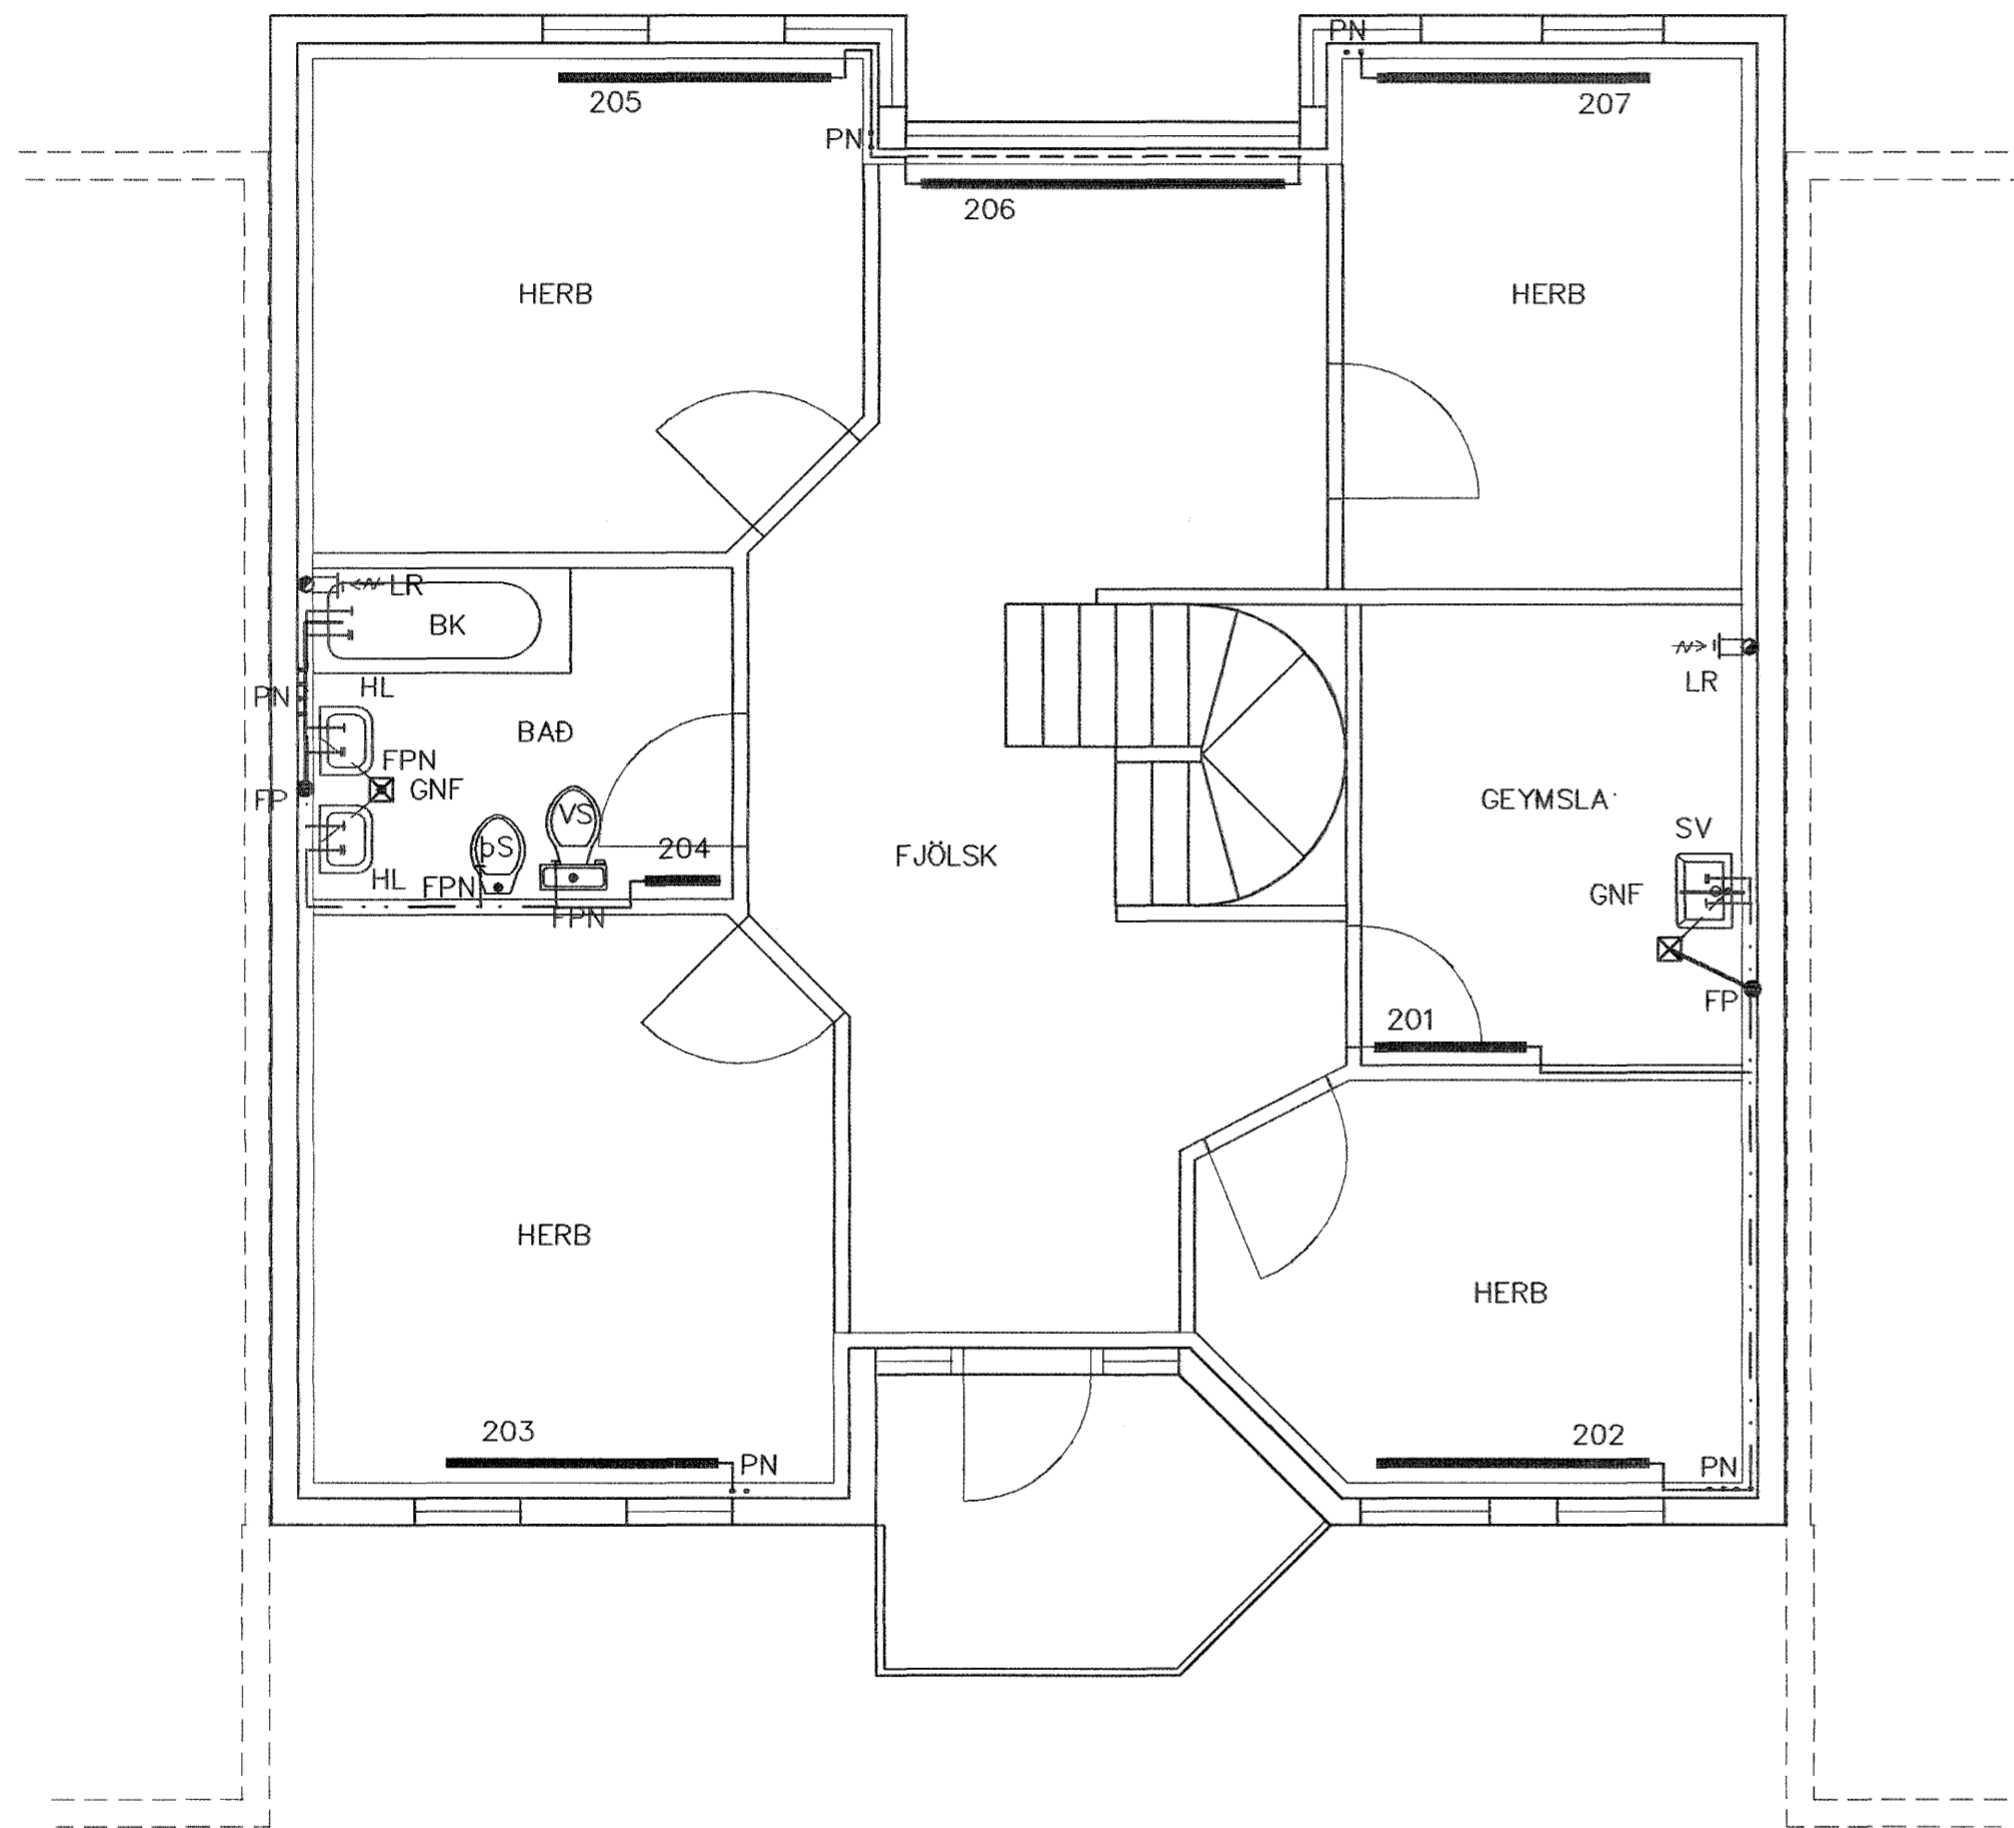 PN
205
207
PN
206
HERB
HERB
LR
BK
HL
PN
LR
BAÐ
FPN
GNF
FP
GEYMSLA
VS
SV
þS
204
FJÖLSK
HL
FPN
GNF
FPN
FP
201
HERB
HERB
203
202
PN
PN